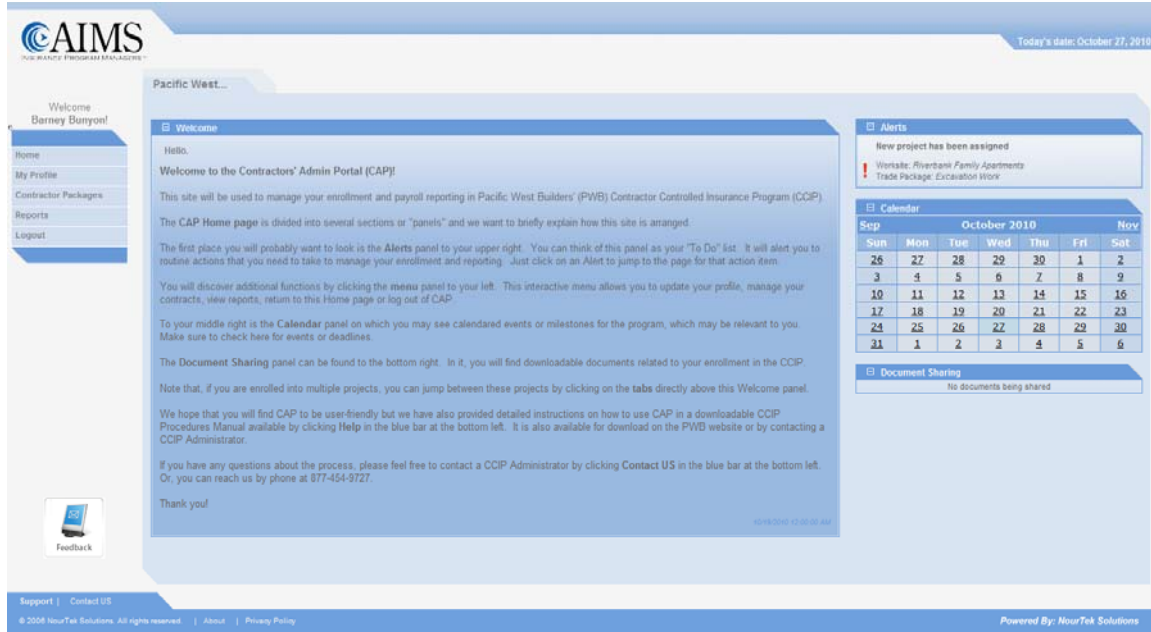 AIMS
INSURANCE PROGRAM MANAGERS
Today's date: October 27, 2010
Pacific West...
Welcome
Barney Bunyon!
Home
My Profile
Contractor Packages
Reports
Logout
Feedback
Welcome
Hello.
Welcome to the Contractors' Admin Portal (CAP)!
This site will be used to manage your enrollment and payroll reporting in Pacific West Builders' (PWB) Contractor Controlled Insurance Program (CCIP)
The CAP Home page is divided into several sections or "panels" and we want to briefly explain how this site is arranged.
The first place you will probably want to look is the Alerts panel to your upper right. You can think of this panel as your "To Do" list. It will alert you to
routine actions that you need to take to manage your enrollment and reporting. Just click on an Alert to jump to the page for that action item.
You will discover additional functions by clicking the menu panel to your left. This interactive menu allows you to update your profile, manage your
contracts, view reports, return to this Home page or log out of CAP.
To your middle right is the Calendar panel on which you may see calendared events or milestones for the program, which may be relevant to you.
Make sure to check here for events or deadlines.
The Document Sharing panel can be found to the bottom right. In it, you will find downloadable documents related to your enrollment in the CCIP.
Note that, if you are enrolled into multiple projects, you can jump between these projects by clicking on the tabs directly above this Welcome panel.
We hope that you will find CAP to be user-friendly but we have also provided detailed instructions on how to use CAP in a downloadable CCIP
Procedures Manual available by clicking Help in the blue bar at the bottom left. It is also available for download on the PWB website or by contacting a
CCIP Administrator.
If you have any questions about the process, please feel free to contact a CCIP Administrator by clicking Contact US in the blue bar at the bottom left.
Or, you can reach us by phone at 877-454-9727.
Thank you!
Alerts
New project has been assigned
! Worksite: Riverbank Family Apartments
Trade Package: Excavation Work
Calendar
Sep October 2010 Nov
Sun Mon Tue Wed Thu Fri Sat
26 27 28 29 30 1 2
3 4 5 6 7 8 9
10 11 12 13 14 15 16
17 18 19 20 21 22 23
24 25 26 27 28 29 30
31 1 2 3 4 5 6
Document Sharing
No documents being shared
Support | Contact US
© 2008 NourTek Solutions. All rights reserved. | About | Privacy Policy
Powered By: NourTek Solutions